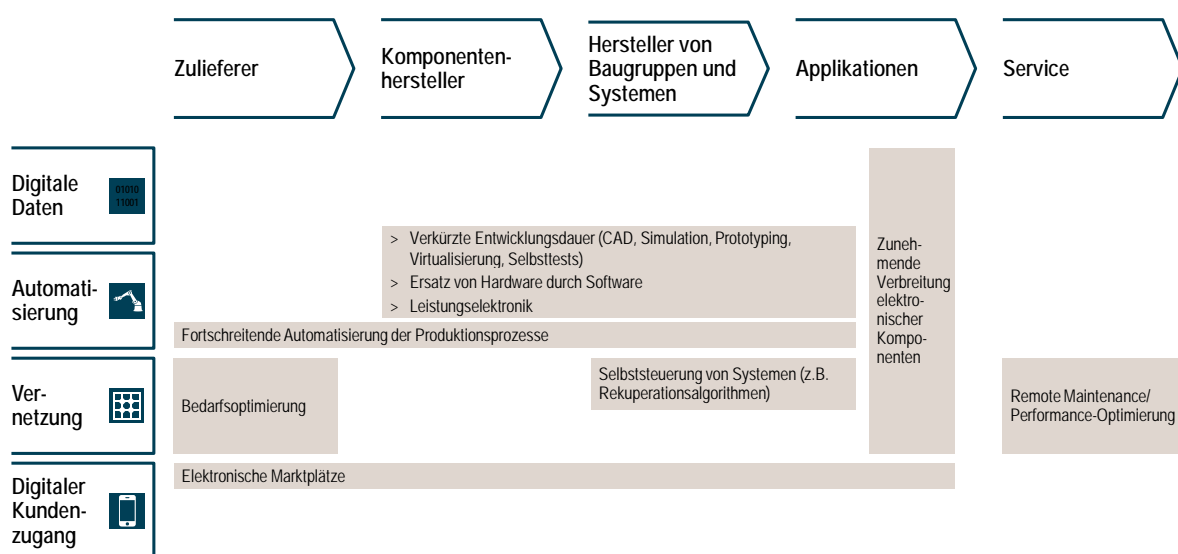 Zulieferer
Komponenten-
hersteller
Hersteller von
Baugruppen und
Systemen
Applikationen
Service
Digitale
Daten
01010
11001
> Verkürzte Entwicklungsdauer (CAD, Simulation, Prototyping,
Virtualisierung, Selbsttests)
> Ersatz von Hardware durch Software
> Leistungselektronik
Zuneh-
mende
Verbreitung
elektro-
nischer
Kompo-
nenten
Automati-
sierung
Fortschreitende Automatisierung der Produktionsprozesse
Ver-
netzung
Bedarfsoptimierung
Selbststeuerung von Systemen (z.B.
Rekuperationsalgorithmen)
Remote Maintenance/
Performance-Optimierung
Digitaler
Kunden-
zugang
Elektronische Marktplätze